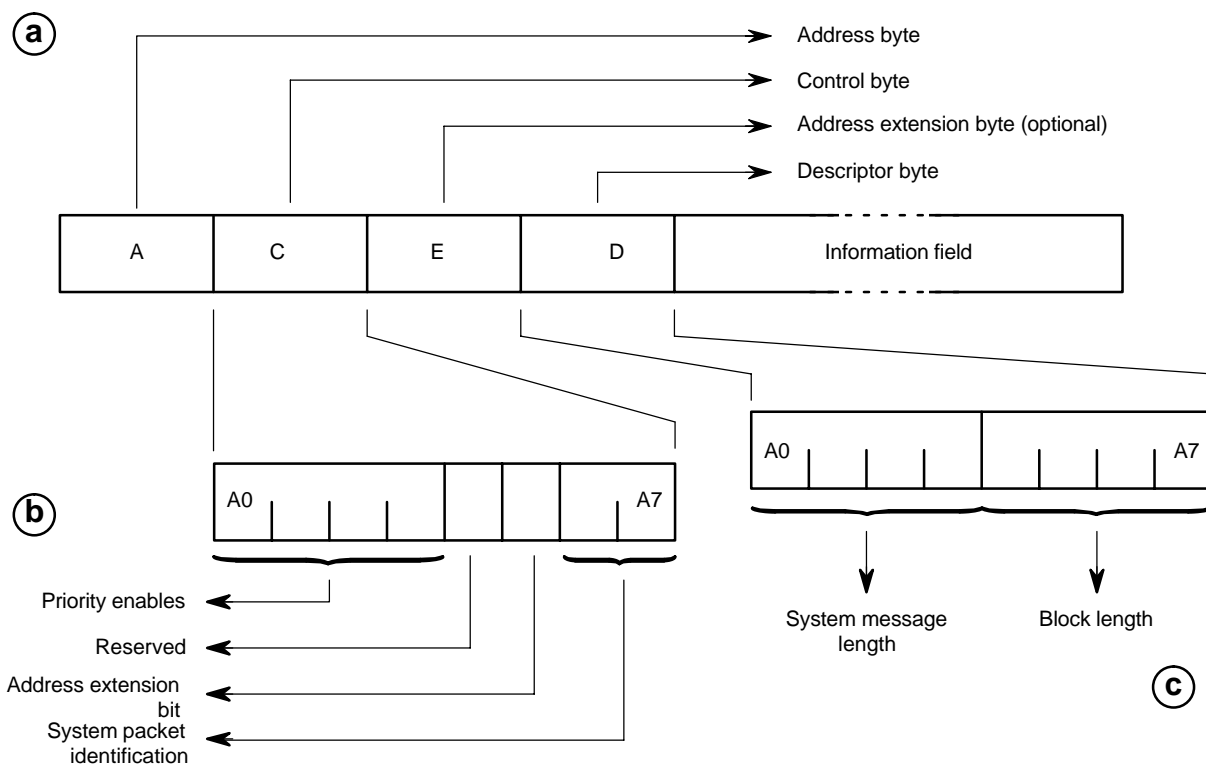 a
Address byte
Control byte
Address extension byte (optional)
Descriptor byte
A C E D Information field
A0 A7
A0 A7
b
Priority enables
Reserved
Address extension
bit
System packet
identification
System message
length
Block length
c